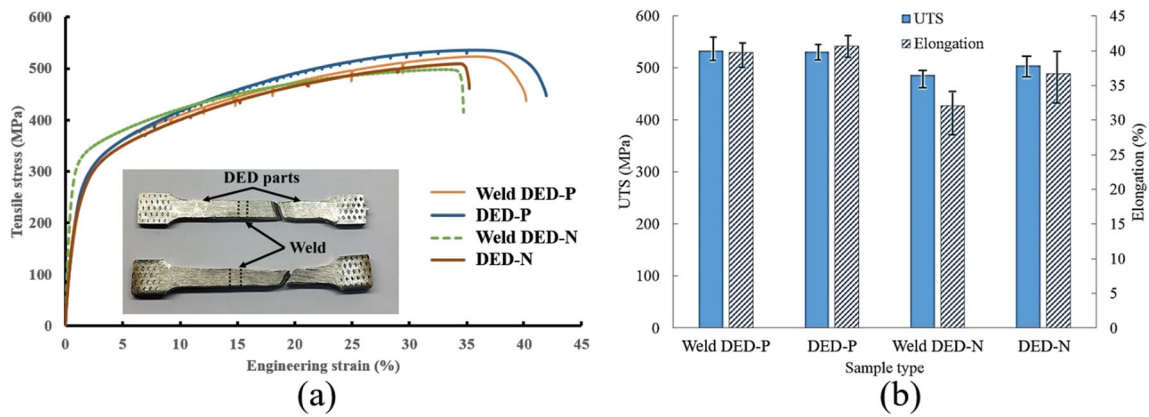 600
500
400
300
200
100
0
Tensile stress (MPa)
0 5 10 15 20 25 30 35 40 45
Engineering strain (%)
DED parts
Weld
Weld DED-P
DED-P
Weld DED-N
DED-N
(a)
600
500
400
300
200
100
0
UTS (MPa)
UTS
Elongation
45
40
35
30
25
20
15
10
5
0
Elongation (%)
Weld DED-P DED-P Weld DED-N DED-N
Sample type
(b)